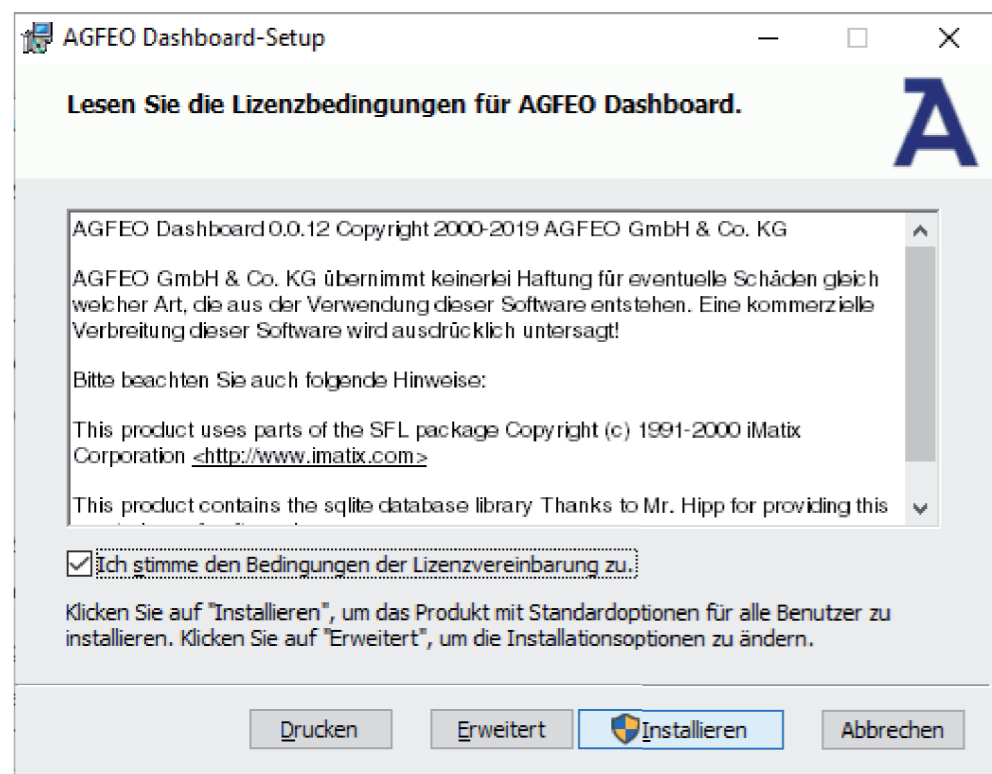 AGFEO Dashboard-Setup
Lesen Sie die Lizenzbedingungen für AGFEO Dashboard.
AGFEO Dashboard 0.0.12 Copyright 2000-2019 AGFEO GmbH & Co. KG
AGFEO GmbH & Co. KG übernimmt keinerlei Haftung für eventuelle Schäden gleich
welcher Art, die aus der Verwendung dieser Software entstehen. Eine kommerzielle
Verbreitung dieser Software wird ausdrücklich untersagt!
Bitte beachten Sie auch folgende Hinweise:
This product uses parts of the SFL package Copyright (c) 1991-2000 iMatix
Corporation <http://www.imatix.com>
This product contains the sqlite database library Thanks to Mr. Hipp for providing this
Ich stimme den Bedingungen der Lizenzvereinbarung zu.
Klicken Sie auf "Installieren", um das Produkt mit Standardoptionen für alle Benutzer zu
installieren. Klicken Sie auf "Erweitert", um die Installationsoptionen zu ändern.
Drucken Erweitert Installieren Abbrechen